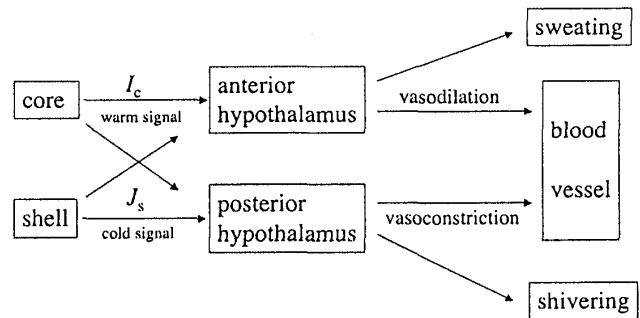 sweating
core
I_c
warm signal
anterior
hypothalamus
vasodilation
blood
vessel
shell
J_s
cold signal
posterior
hypothalamus
vasoconstriction
shivering